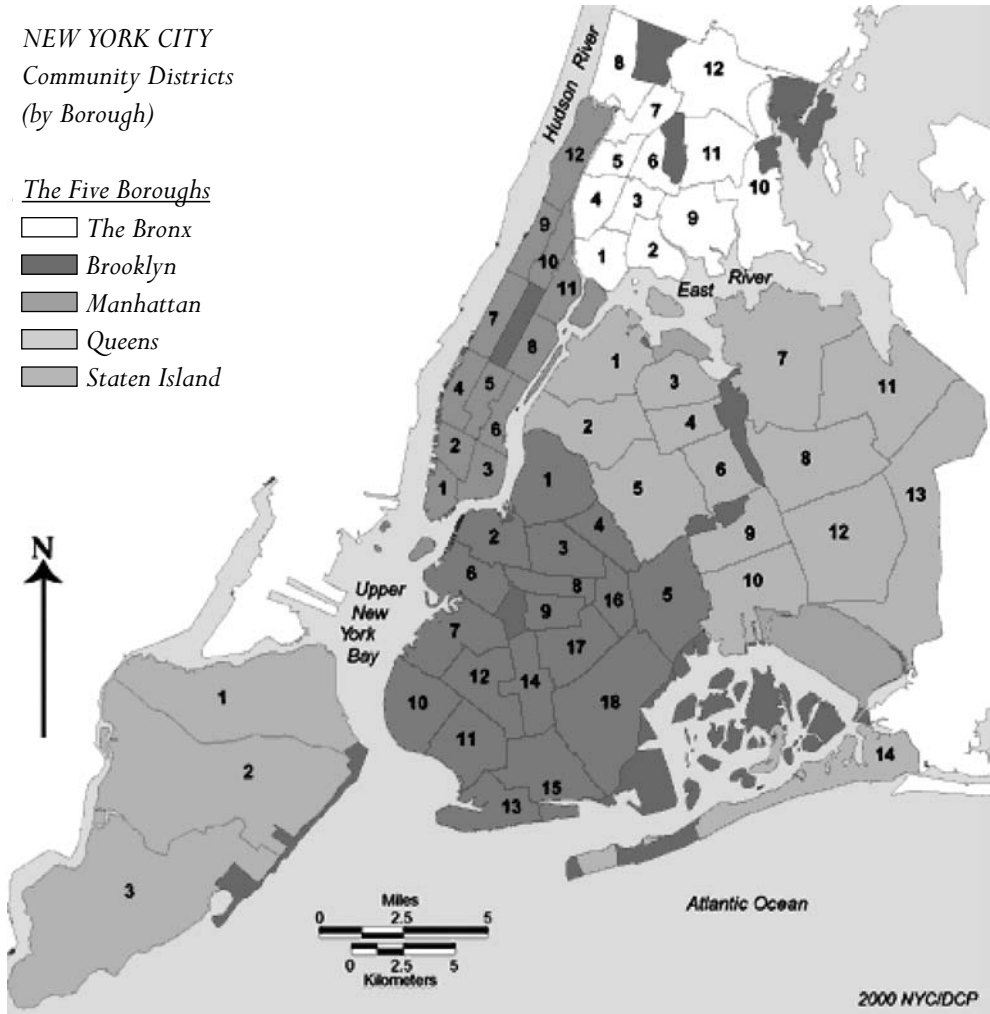 NEW YORK CITY
Community Districts
(by Borough)
The Five Boroughs
The Bronx
Brooklyn
Manhattan
Queens
Staten Island
Hudson River
8
12
7
12
5
6
11
10
4
3
9
9
1
2
10
11
East River
7
8
1
7
3
11
4
5
2
4
6
8
2
6
13
3
5
1
1
12
4
9
2
3
10
6
8
5
16
9
Upper
New
York
Bay
7
17
12
14
10
18
11
15
13
14
1
2
3
N
Miles
0 2.5 5
0 2.5 5
Kilometers
Atlantic Ocean
2000 NYC/DCP